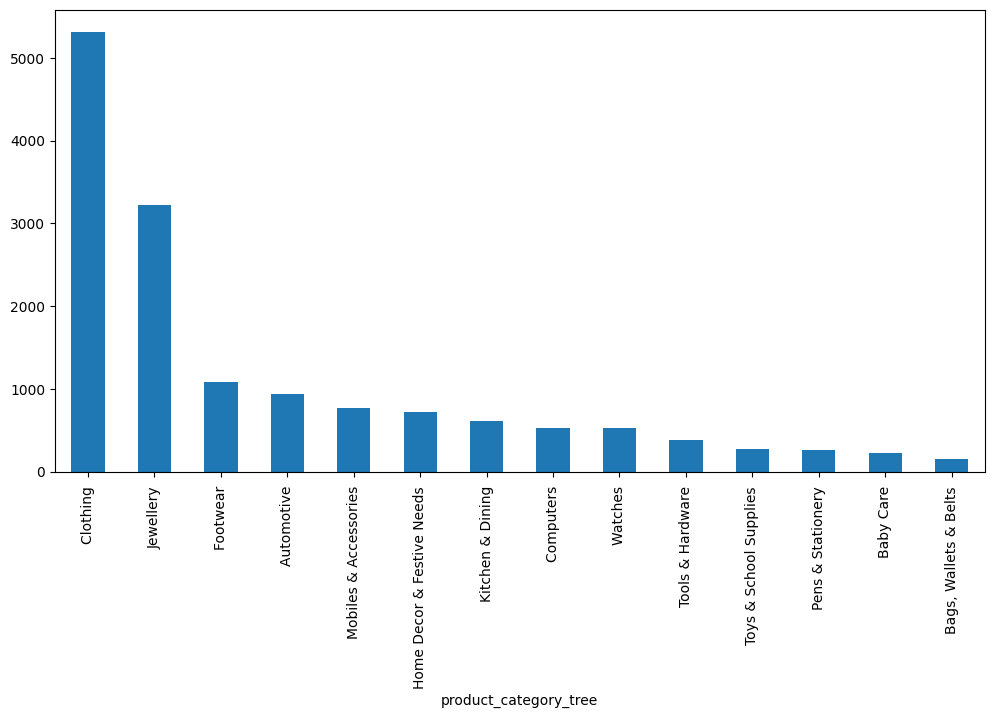 5000
4000
3000
2000
1000
0
Clothing
Jewellery
Footwear
Automotive
Mobiles & Accessories
Home Decor & Festive Needs
Kitchen & Dining
Computers
Watches
Tools & Hardware
Toys & School Supplies
Pens & Stationery
Baby Care
Bags, Wallets & Belts
product_category_tree